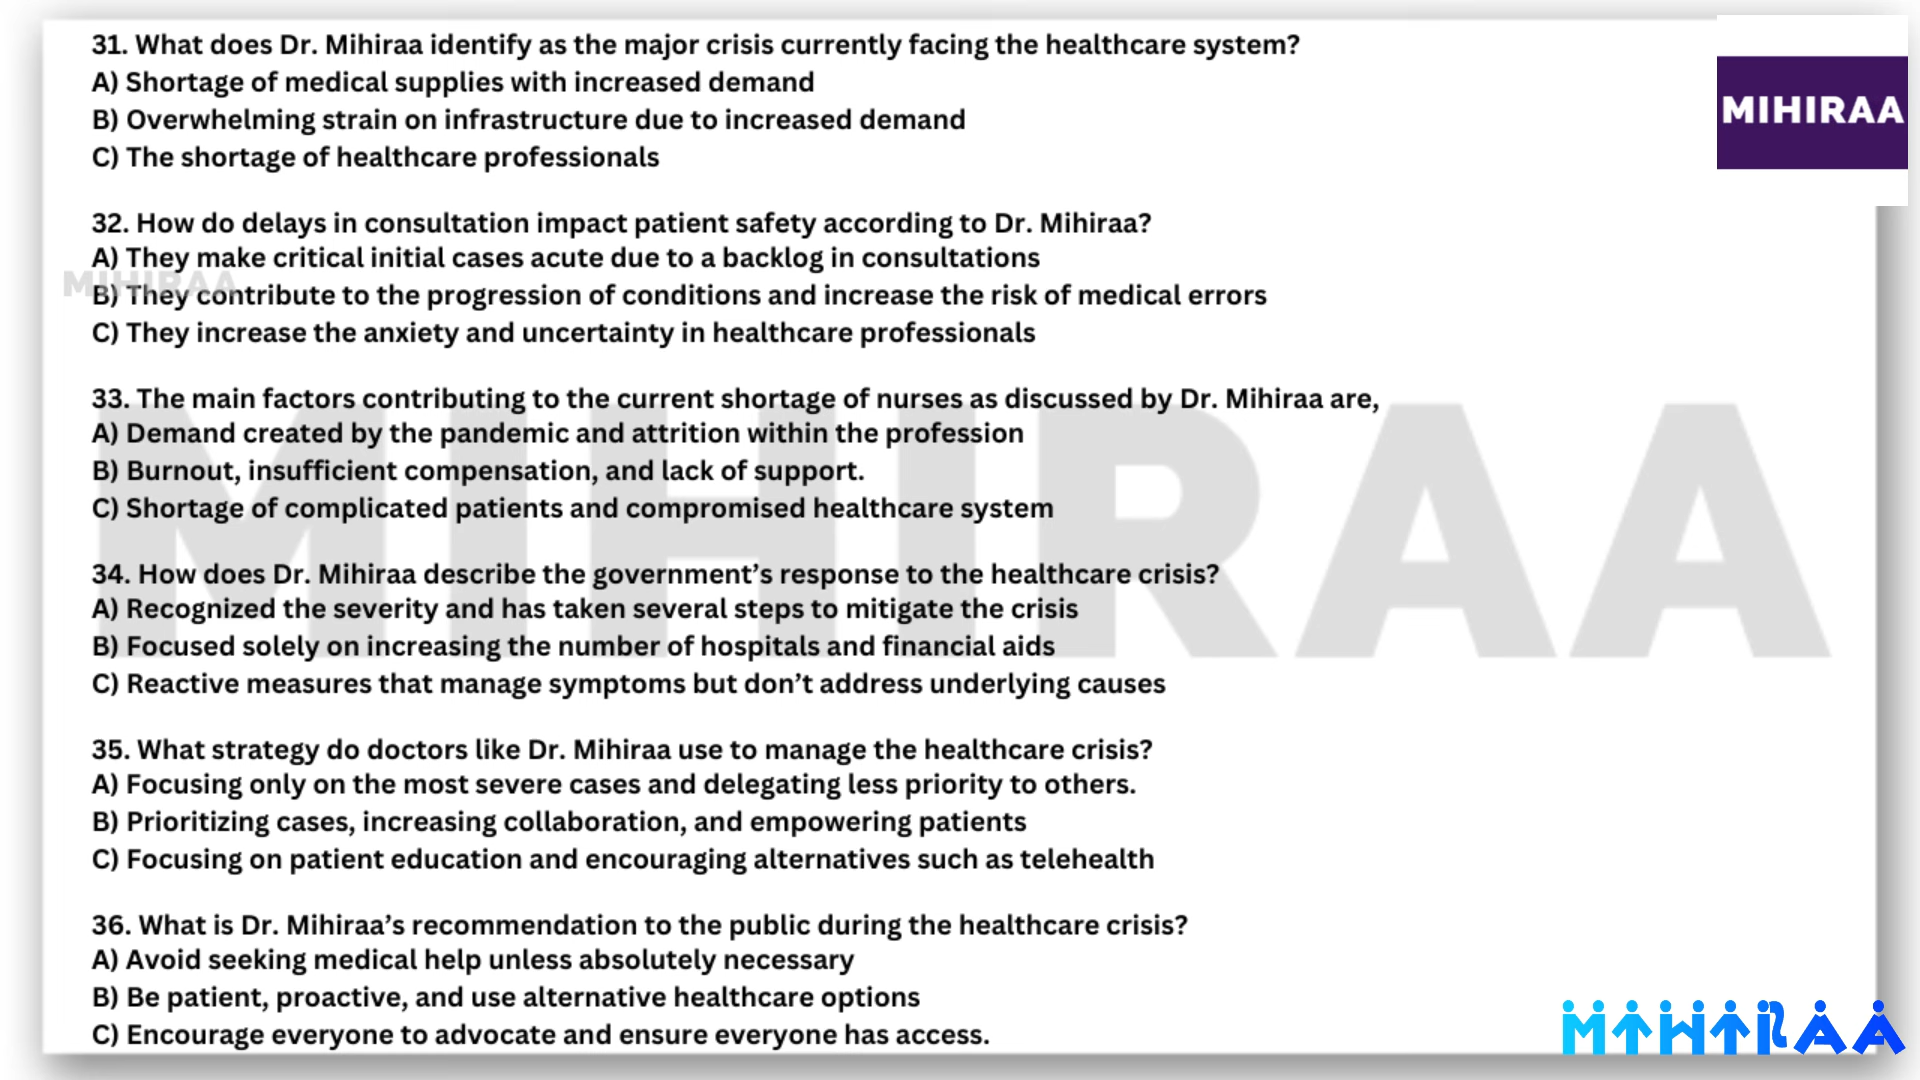 31. What does Dr. Mihiraa identify as the major crisis currently facing the healthcare system?
A) Shortage of medical supplies with increased demand
B) Overwhelming strain on infrastructure due to increased demand
C) The shortage of healthcare professionals
MIHIRAA
32. How do delays in consultation impact patient safety according to Dr. Mihiraa?
A) They make critical initial cases acute due to a backlog in consultations
MIHIRAA
B) They contribute to the progression of conditions and increase the risk of medical errors
C) They increase the anxiety and uncertainty in healthcare professionals
33. The main factors contributing to the current shortage of nurses as discussed by Dr. Mihiraa are,
A) Demand created by the pandemic and attrition within the profession
B) Burnout, insufficient compensation, and lack of support.
C) Shortage of complicated patients and compromised healthcare system
MIHIRAA
34. How does Dr. Mihiraa describe the government’s response to the healthcare crisis?
A) Recognized the severity and has taken several steps to mitigate the crisis
B) Focused solely on increasing the number of hospitals and financial aids
C) Reactive measures that manage symptoms but don’t address underlying causes
35. What strategy do doctors like Dr. Mihiraa use to manage the healthcare crisis?
A) Focusing only on the most severe cases and delegating less priority to others.
B) Prioritizing cases, increasing collaboration, and empowering patients
C) Focusing on patient education and encouraging alternatives such as telehealth
36. What is Dr. Mihiraa’s recommendation to the public during the healthcare crisis?
A) Avoid seeking medical help unless absolutely necessary
B) Be patient, proactive, and use alternative healthcare options
C) Encourage everyone to advocate and ensure everyone has access.
MIHIRAA